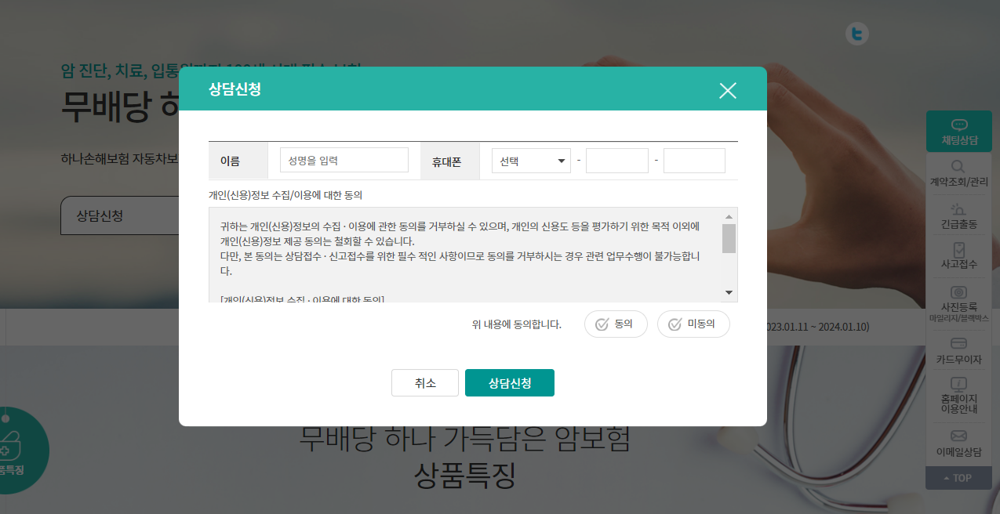 암 진단, 치료, 입통
무배당 하
하나손해보험 자동차보
상담신청
상담신청
이름
성명을 입력
휴대폰
선택
-
-
개인(신용)정보 수집/이용에 대한 동의
귀하는 개인(신용)정보의 수집 · 이용에 관한 동의를 거부하실 수 있으며, 개인의 신용도 등을 평가하기 위한 목적 이외에
개인(신용)정보 제공 동의는 철회할 수 있습니다.
다만, 본 동의는 상담접수 · 신고접수를 위한 필수 적인 사항이므로 동의를 거부하시는 경우 관련 업무수행이 불가능합니
다.
[개인(신용)정보 수집 · 이용에 대한 동의]
위 내용에 동의합니다.
동의
미동의
취소
상담신청
023.01.11 ~ 2024.01.10)
무배당 하나 가득담은 암보험
상품특징
품특징
채팅상담
계약조회/관리
긴급출동
사고접수
사진등록
마일리지/블랙박스
카드무이자
홈페이지
이용안내
이메일상담
TOP